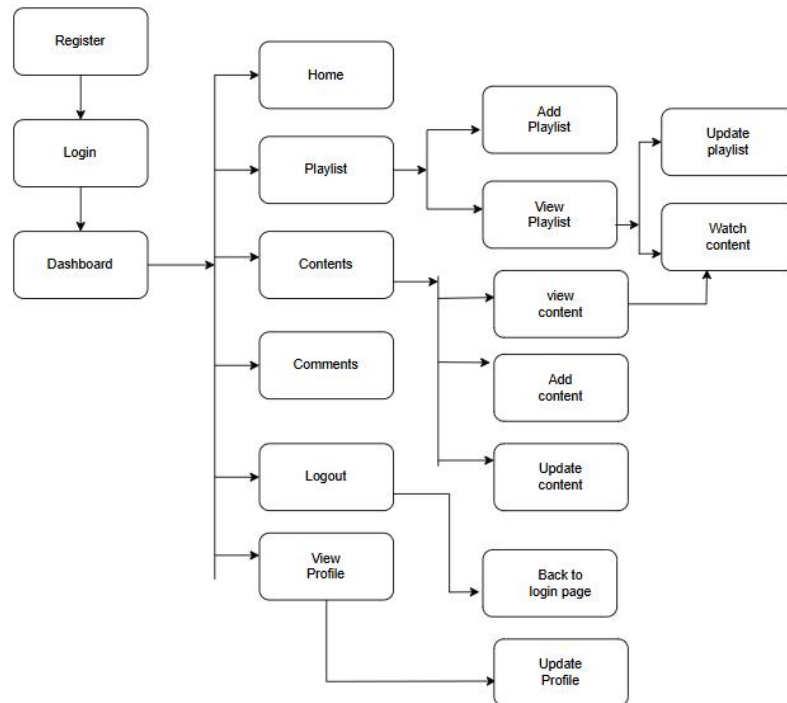 Register
Login
Dashboard
Home
Playlist
Contents
Comments
Logout
View
Profile
Add
Playlist
View
Playlist
Update
playlist
Watch
content
view
content
Add
content
Update
content
Back to
login page
Update
Profile